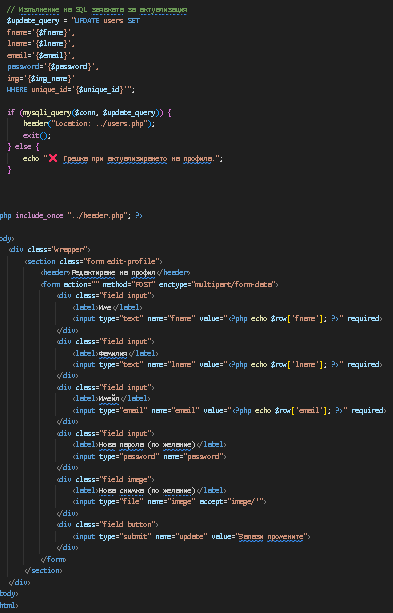 // Изпълнение на SQL заявката за актуализация
$update_query = "UPDATE users SET
fname='{$fname}',
lname='{$lname}',
email='{$email}',
password='{$password}',
img='{$img_name}'
WHERE unique_id='{$unique_id}'";
if (mysqli_query($conn, $update_query)) {
header("Location: ../users.php");
exit();
} else {
echo "❌ Грешка при актуализирането на профила.";
}
php include_once "../header.php"; ?>
body>
<div class="wrapper">
<section class="form edit-profile">
<header>Редактиране на профил</header>
<form action="" method="POST" enctype="multipart/form-data">
<div class="field input">
<label>Име</label>
<input type="text" name="fname" value="<?php echo $row['fname']; ?>" required>
</div>
<div class="field input">
<label>Фамилия</label>
<input type="text" name="lname" value="<?php echo $row['lname']; ?>" required>
</div>
<div class="field input">
<label>Имейл</label>
<input type="email" name="email" value="<?php echo $row['email']; ?>" required>
</div>
<div class="field input">
<label>Нова парола (по желание)</label>
<input type="password" name="password">
</div>
<div class="field image">
<label>Нова снимка (по желание)</label>
<input type="file" name="image" accept="image/*">
</div>
<div class="field button">
<input type="submit" name="update" value="Запази промените">
</div>
</form>
</section>
</div>
body>
html>